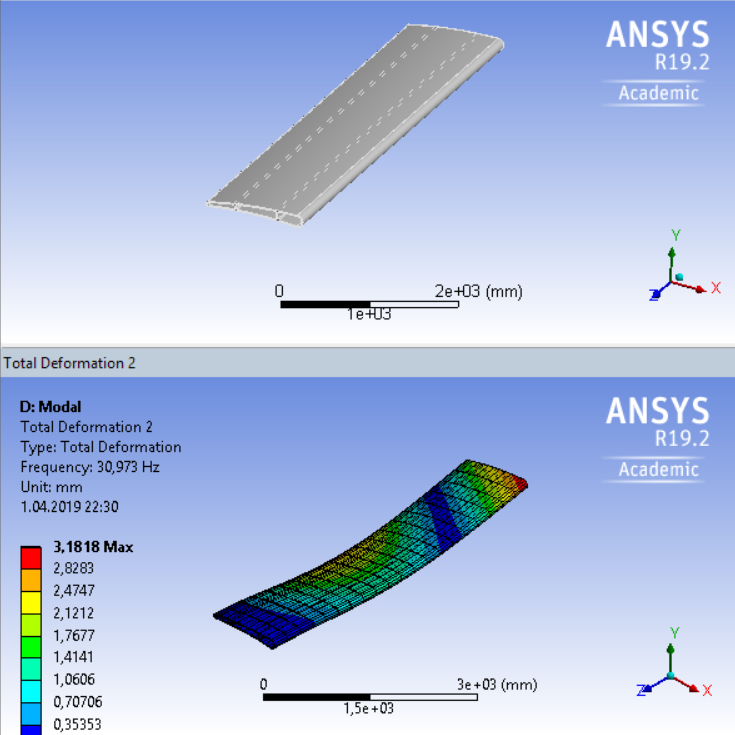 ANSYS
R19.2
Academic
Y
X
Z
0
2e+03 (mm)
1e+03
Total Deformation 2
D: Modal
Total Deformation 2
Type: Total Deformation
Frequency: 30,973 Hz
Unit: mm
1.04.2019 22:30
ANSYS
R19.2
Academic
3,1818 Max
2,8283
2,4747
2,1212
1,7677
1,4141
1,0606
0,70706
0,35353
0
3e+03 (mm)
1,5e+03
Y
Z
X